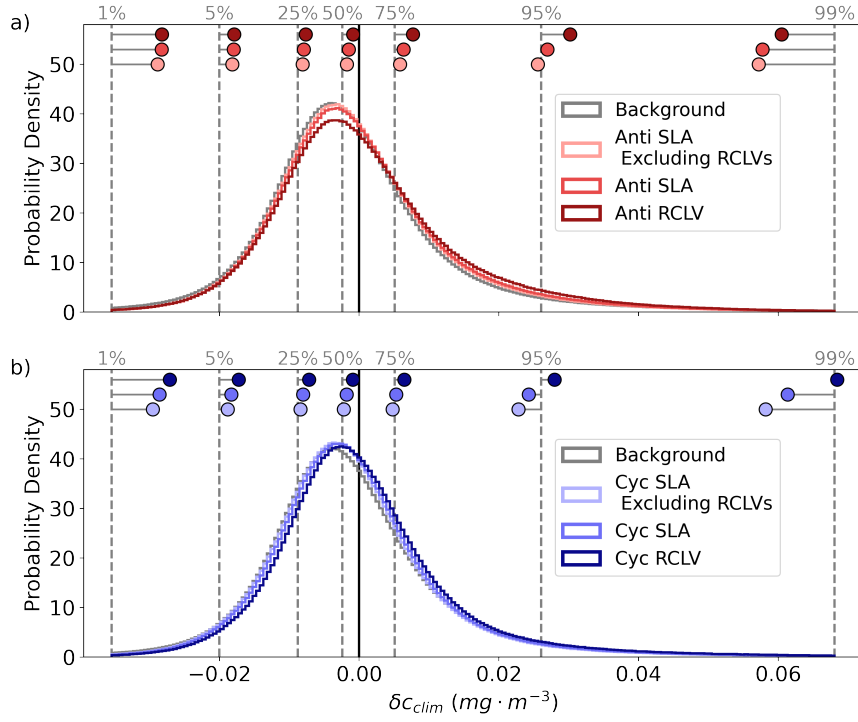 a)
1% 5% 25% 50% 75% 95% 99%
Probability Density
50
40
30
20
10
0
Background
Anti SLA
Excluding RCLVs
Anti SLA
Anti RCLV
b)
1% 5% 25% 50% 75% 95% 99%
Probability Density
50
40
30
20
10
0
Background
Cyc SLA
Excluding RCLVs
Cyc SLA
Cyc RCLV
−0.02 0.00 0.02 0.04 0.06
δc_clim (mg · m⁻³)